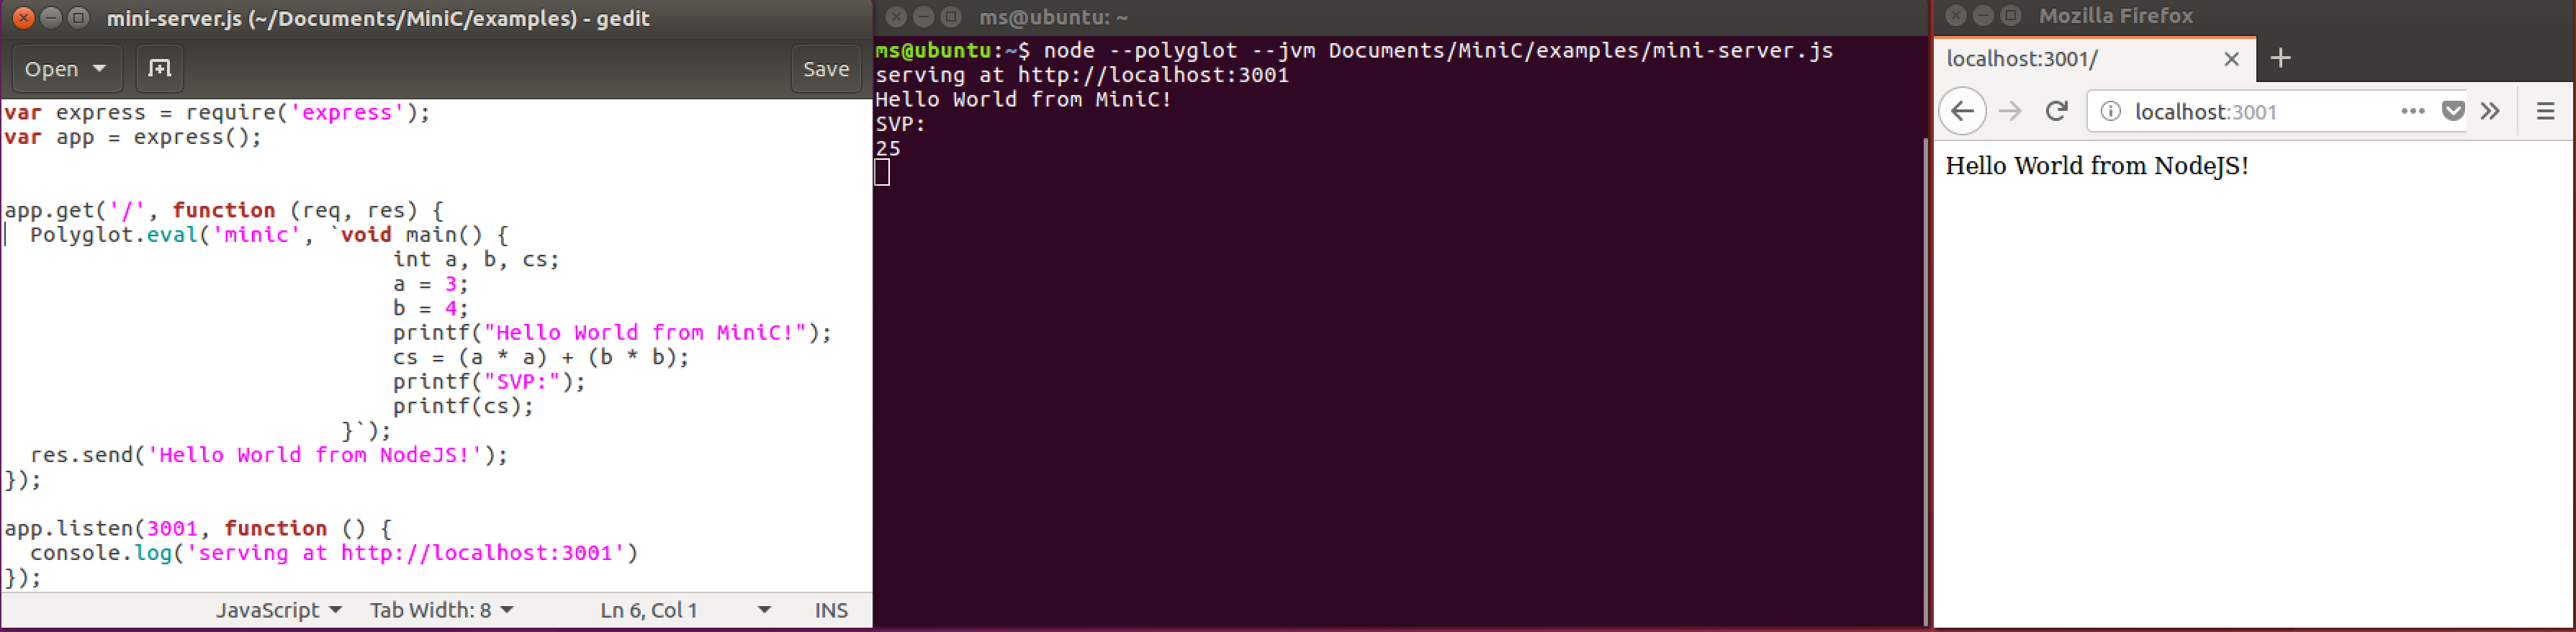 mini-server.js (~/Documents/MiniC/examples) - gedit
Open
Save
var express = require('express');
var app = express();
app.get('/', function (req, res) {
  Polyglot.eval('minic', `void main() {
                              int a, b, cs;
                              a = 3;
                              b = 4;
                              printf("Hello World from MiniC!");
                              cs = (a * a) + (b * b);
                              printf("SVP:");
                              printf(cs);
                          }`);
  res.send('Hello World from NodeJS!');
});
app.listen(3001, function () {
  console.log('serving at http://localhost:3001')
});
JavaScript
Tab Width: 8
Ln 6, Col 1
INS
ms@ubuntu: ~
ms@ubuntu:~$ node --polyglot --jvm Documents/MiniC/examples/mini-server.js
serving at http://localhost:3001
Hello World from MiniC!
SVP:
25
Mozilla Firefox
localhost:3001/
localhost:3001
Hello World from NodeJS!